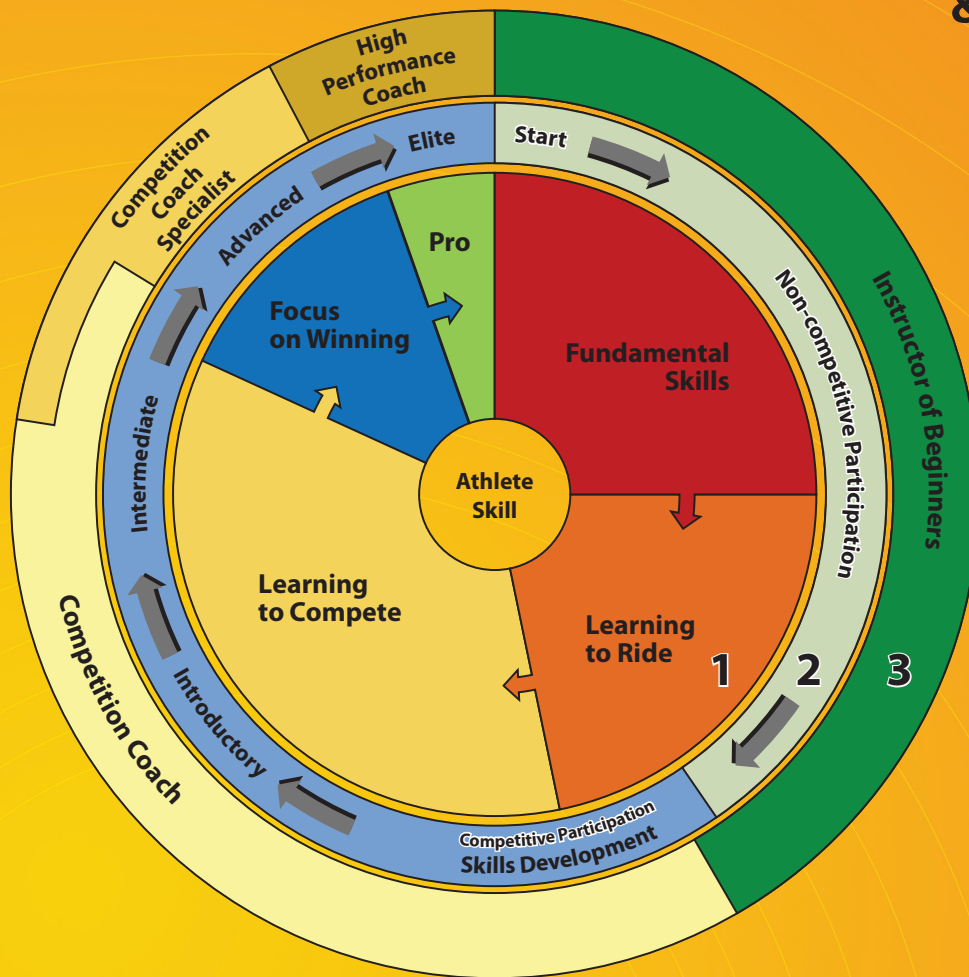 &
High
Performance
Coach
Competition
Coach
Specialist
Elite
Start
Advanced
Pro
Focus
on Winning
Fundamental
Skills
Non-competitive Participation
Instructor of Beginners
Intermediate
Athlete
Skill
Learning
to Compete
Learning
to Ride
1
2
3
Introductory
Competition Coach
Competitive Participation
Skills Development